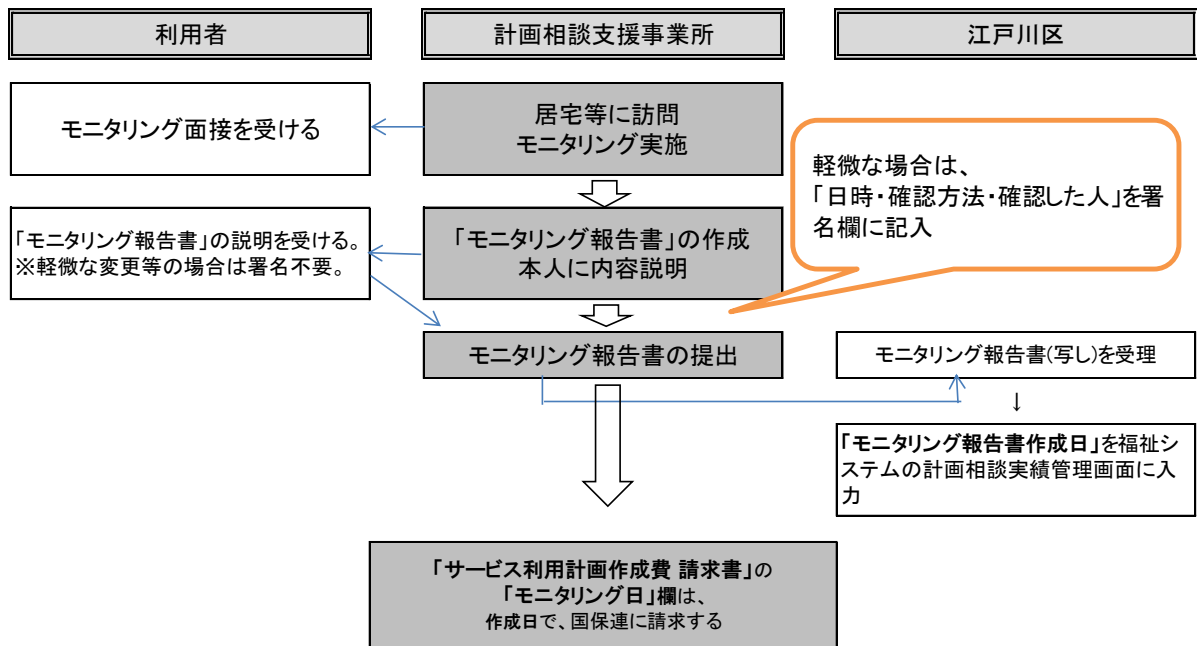 利用者
計画相談支援事業所
江戸川区
モニタリング面接を受ける
居宅等に訪問
モニタリング実施
軽微な場合は、
「日時・確認方法・確認した人」を署
名欄に記入
「モニタリング報告書」の説明を受ける。
※軽微な変更等の場合は署名不要。
「モニタリング報告書」の作成
本人に内容説明
モニタリング報告書の提出
モニタリング報告書(写し)を受理
↓
「モニタリング報告書作成日」を福祉シ
ステムの計画相談実績管理画面に入
力
「サービス利用計画作成費 請求書」の
「モニタリング日」欄は、
作成日で、国保連に請求する